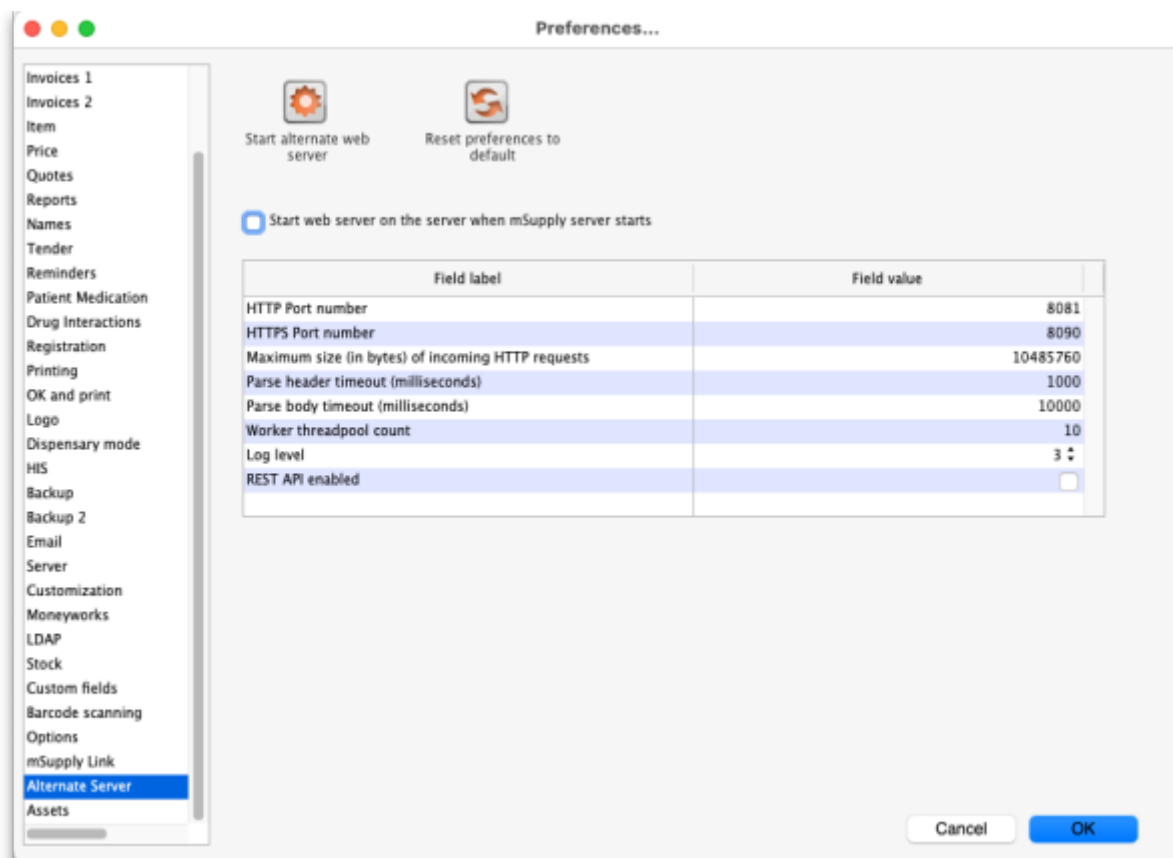 Preferences...
Invoices 1
Invoices 2
Item
Price
Quotes
Reports
Names
Tender
Reminders
Patient Medication
Drug Interactions
Registration
Printing
OK and print
Logo
Dispensary mode
HIS
Backup
Backup 2
Email
Server
Customization
Moneyworks
LDAP
Stock
Custom fields
Barcode scanning
Options
mSupply Link
Alternate Server
Assets
Start alternate web
server
Reset preferences to
default
Start web server on the server when mSupply server starts
Field label Field value
HTTP Port number 8081
HTTPS Port number 8090
Maximum size (in bytes) of incoming HTTP requests 10485760
Parse header timeout (milliseconds) 1000
Parse body timeout (milliseconds) 10000
Worker threadpool count 10
Log level 3
REST API enabled
Cancel OK